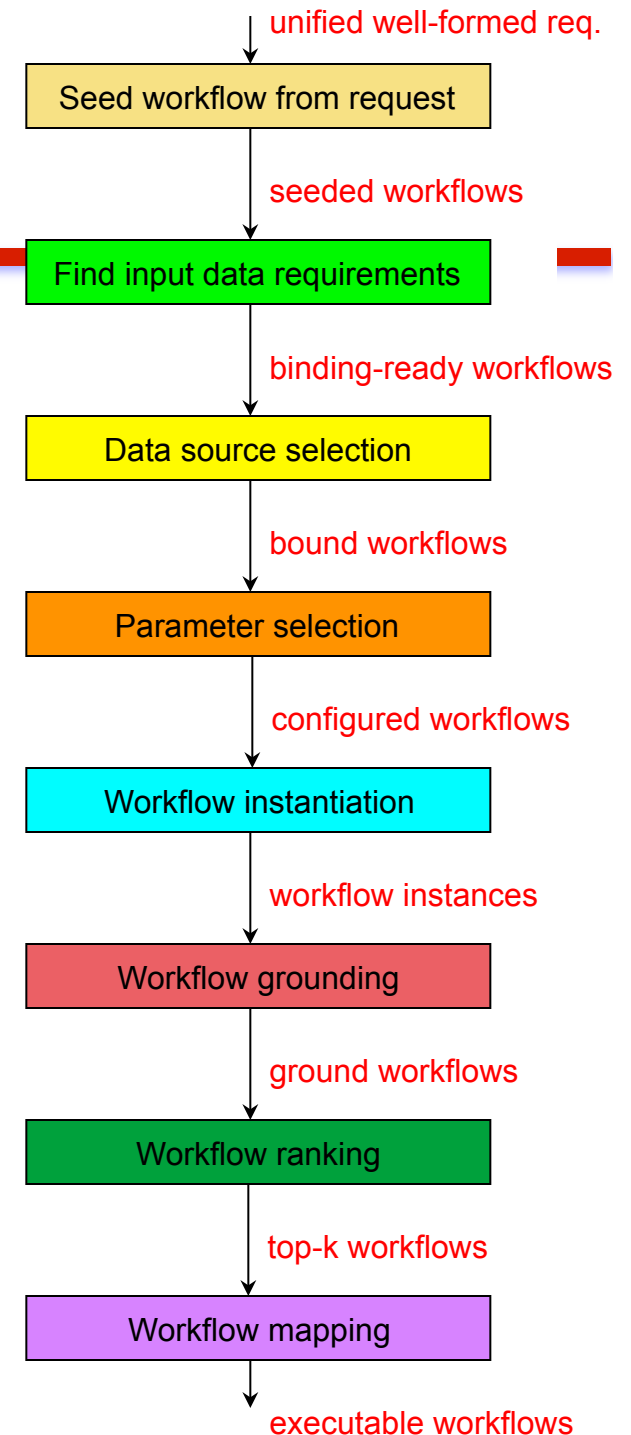 unified well-formed req.
Seed workflow from request
seeded workflows
Find input data requirements
binding-ready workflows
Data source selection
bound workflows
Parameter selection
configured workflows
Workflow instantiation
workflow instances
Workflow grounding
ground workflows
Workflow ranking
top-k workflows
Workflow mapping
executable workflows